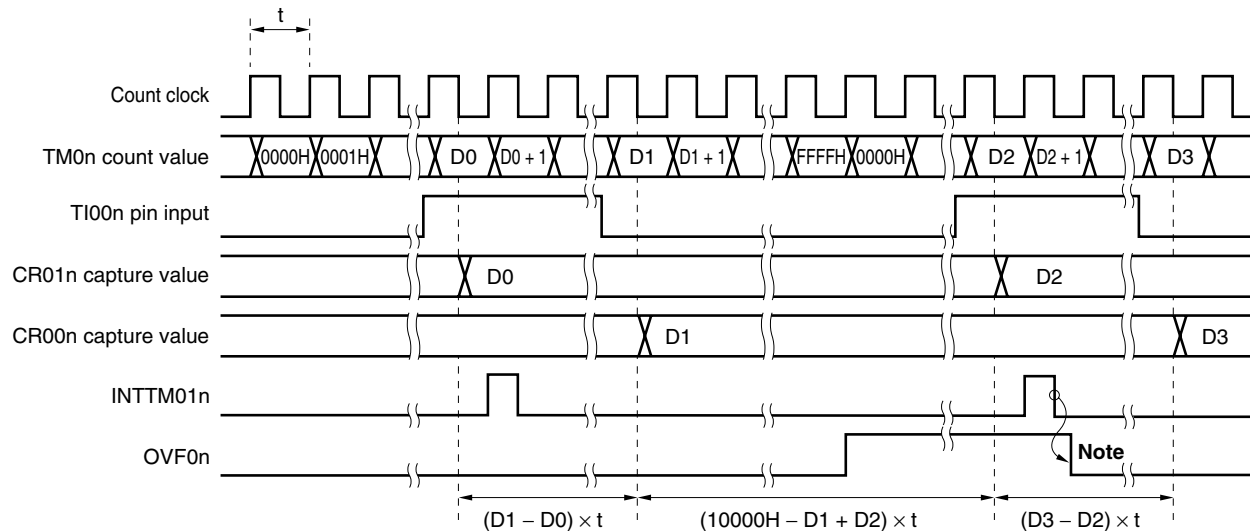 t
Count clock
TM0n count value
0000H 0001H D0 D0 + 1 D1 D1 + 1 FFFFH 0000H D2 D2 + 1 D3
TI00n pin input
CR01n capture value
D0 D2
CR00n capture value
D1 D3
INTTM01n
OVF0n
Note
(D1 − D0) × t (10000H − D1 + D2) × t (D3 − D2) × t